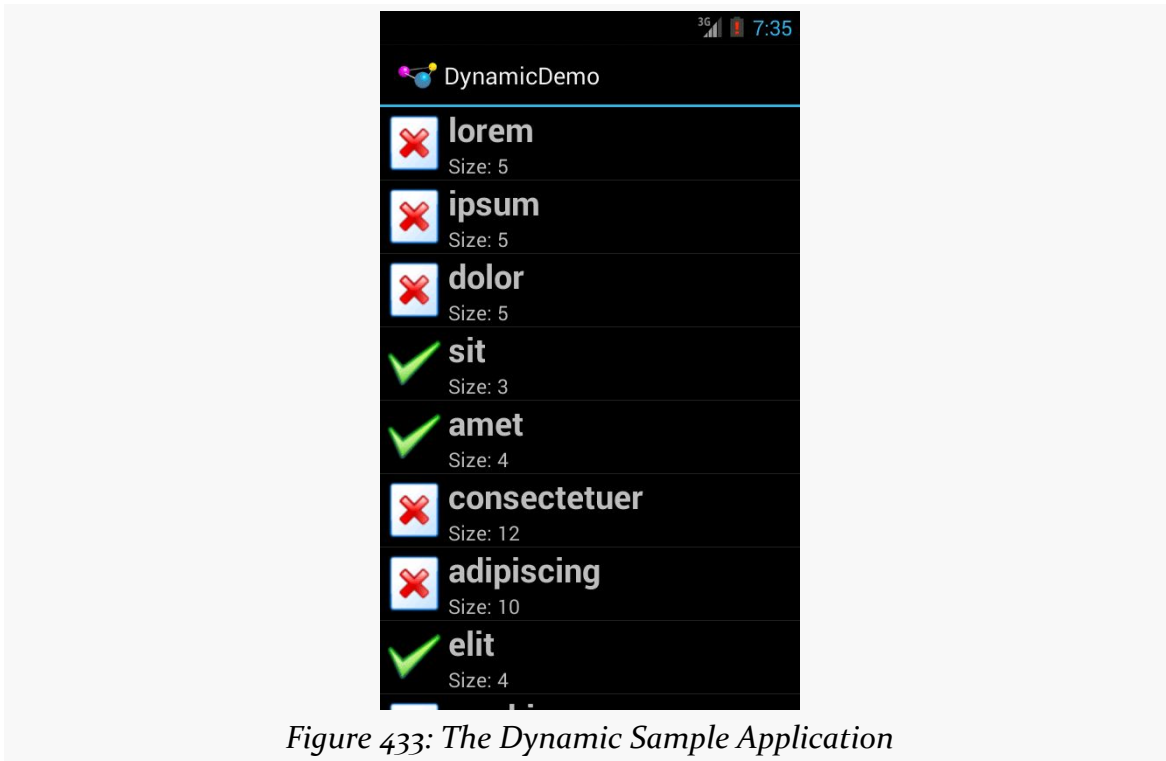 3G 7:35
DynamicDemo
lorem
Size: 5
ipsum
Size: 5
dolor
Size: 5
sit
Size: 3
amet
Size: 4
consectetuer
Size: 12
adipiscing
Size: 10
elit
Size: 4
Figure 433: The Dynamic Sample Application